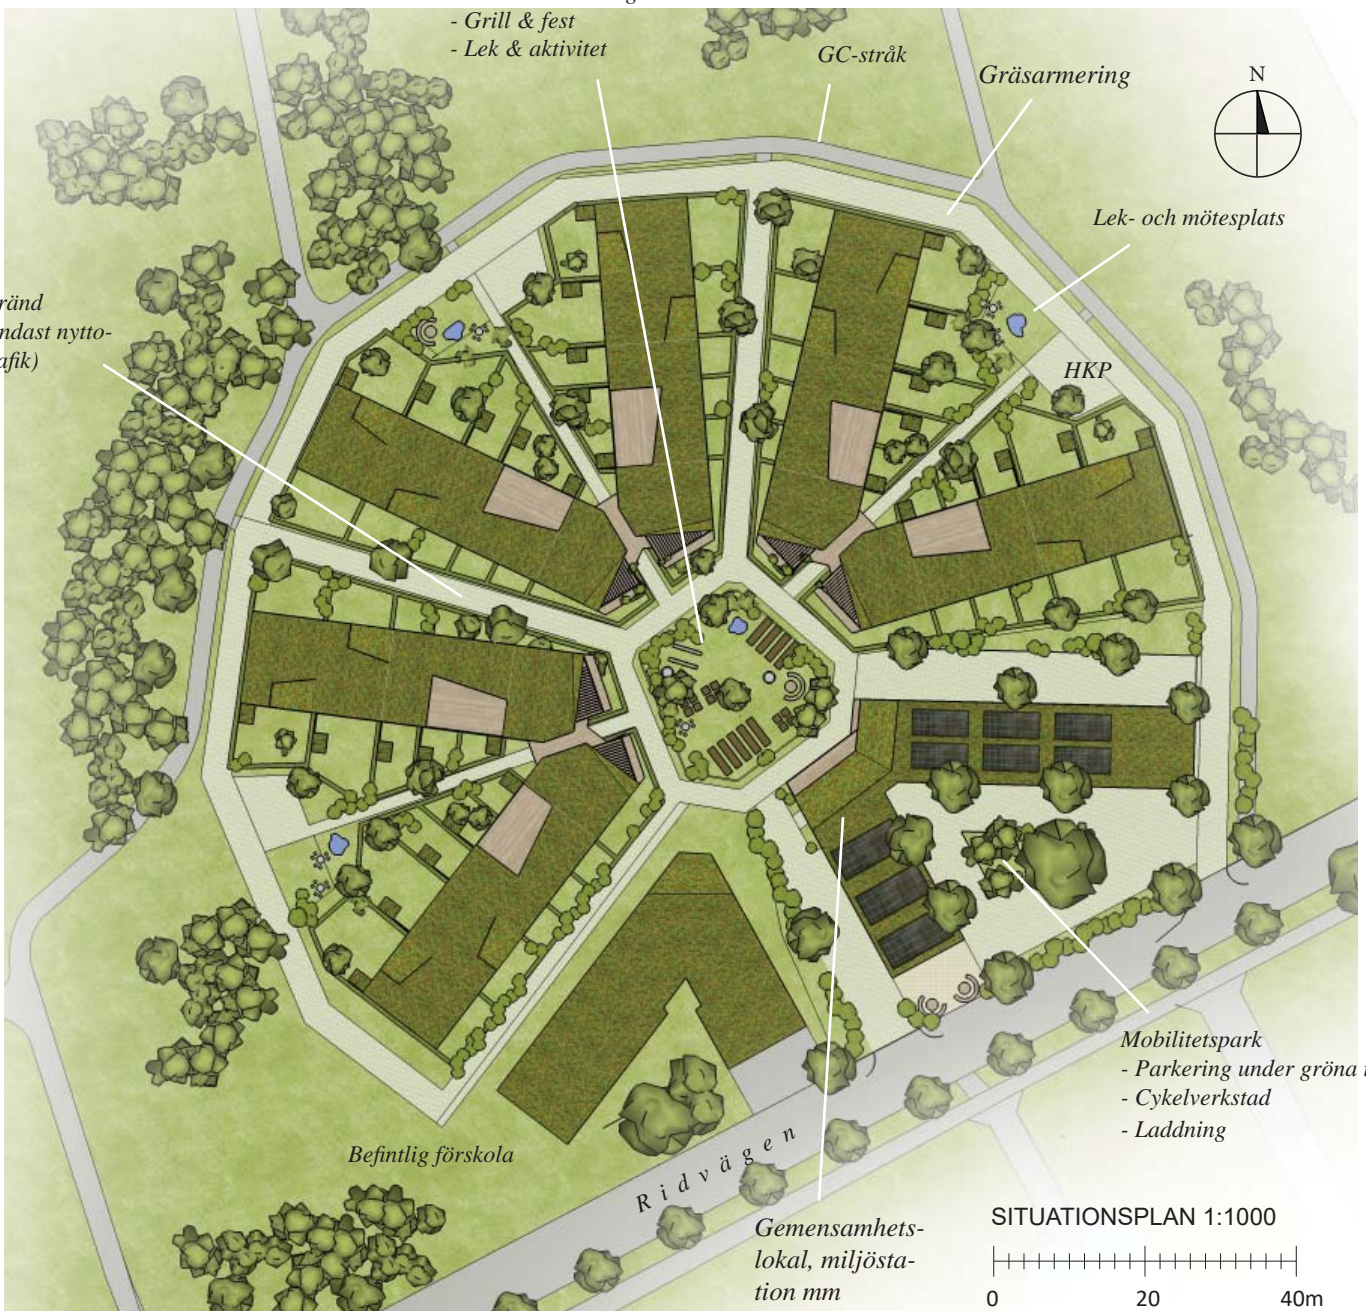 - Grill & fest
- Lek & aktivitet
GC-stråk
Gräsarmering
N
Lek- och mötesplats
ränd
ndast nytto-
afik)
HKP
Mobilitetspark
- Parkering under gröna
- Cykelverkstad
- Laddning
Befintlig förskola
Ridvägen
Gemensamhets-
lokal, miljösta-
tion mm
SITUATIONSPLAN 1:1000
0 20 40m